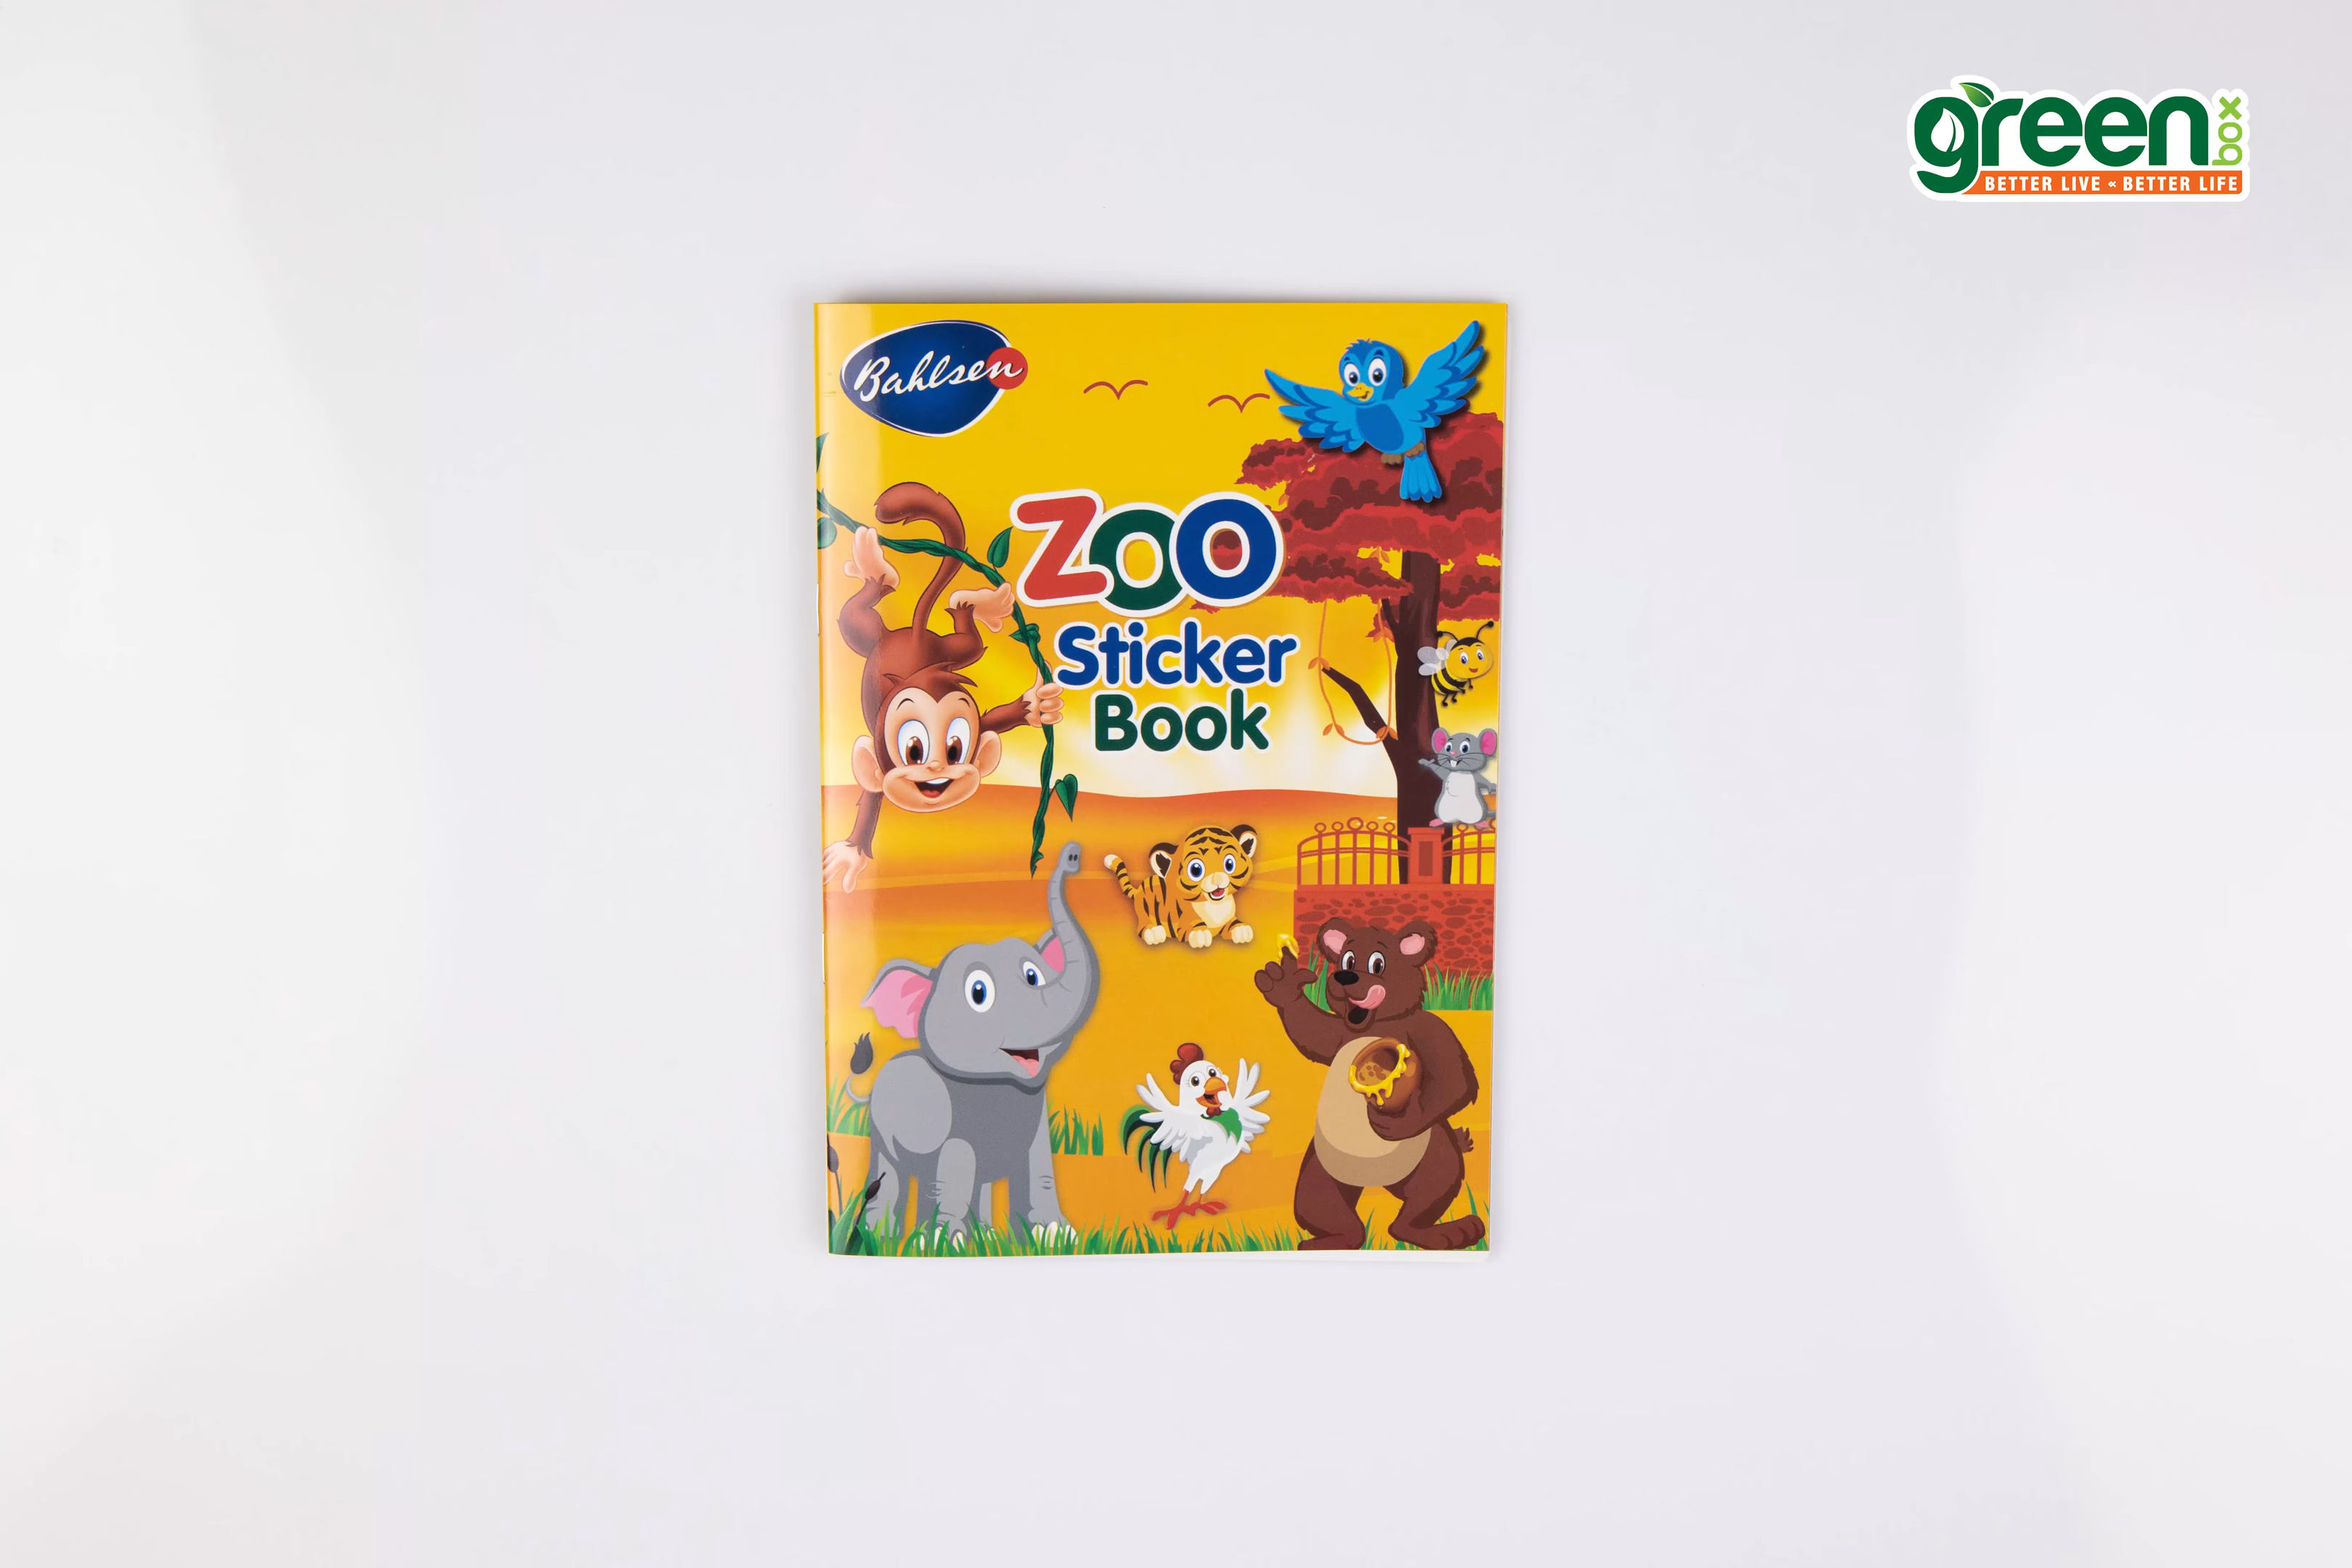 green box
BETTER LIVE « BETTER LIFE
Bahlsen
Zoo
Sticker
Book